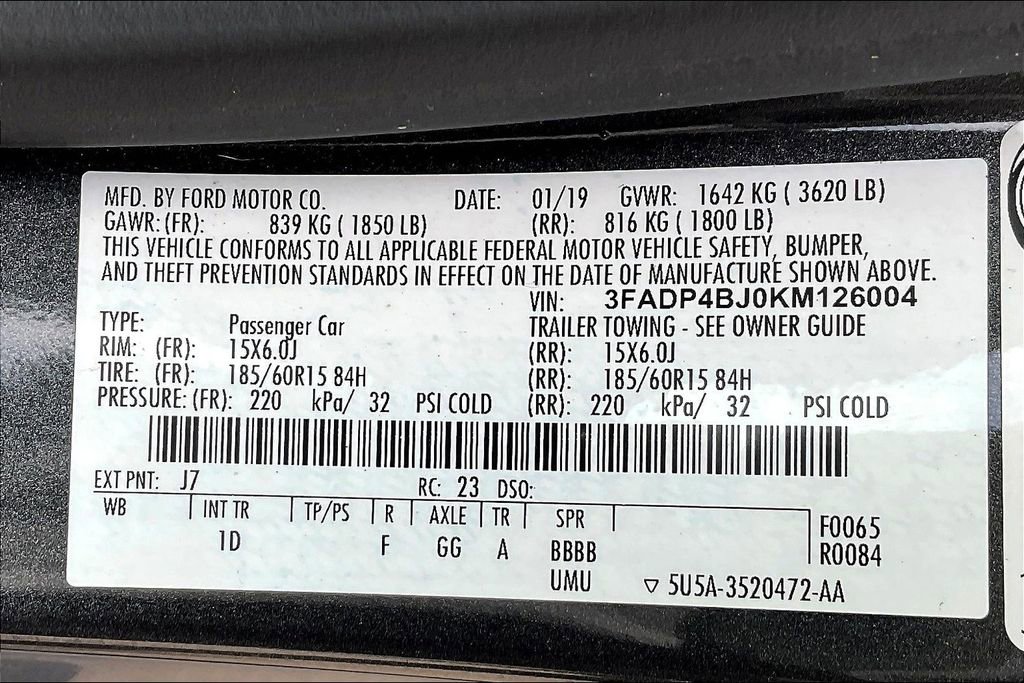 MFD. BY FORD MOTOR CO. DATE: 01/19 GVWR: 1642 KG ( 3620 LB)
GAWR: (FR): 839 KG ( 1850 LB) (RR): 816 KG ( 1800 LB)
THIS VEHICLE CONFORMS TO ALL APPLICABLE FEDERAL MOTOR VEHICLE SAFETY, BUMPER,
AND THEFT PREVENTION STANDARDS IN EFFECT ON THE DATE OF MANUFACTURE SHOWN ABOVE.
VIN: 3FADP4BJ0KM126004
TYPE: Passenger Car TRAILER TOWING - SEE OWNER GUIDE
RIM: (FR): 15X6.0J (RR): 15X6.0J
TIRE: (FR): 185/60R15 84H (RR): 185/60R15 84H
PRESSURE: (FR): 220 kPa/ 32 PSI COLD (RR): 220 kPa/ 32 PSI COLD
EXT PNT: J7 RC: 23 DSO:
WB INT TR TP/PS R AXLE TR SPR F0065
1D F GG A BBBB R0084
UMU ▽ 5U5A-3520472-AA